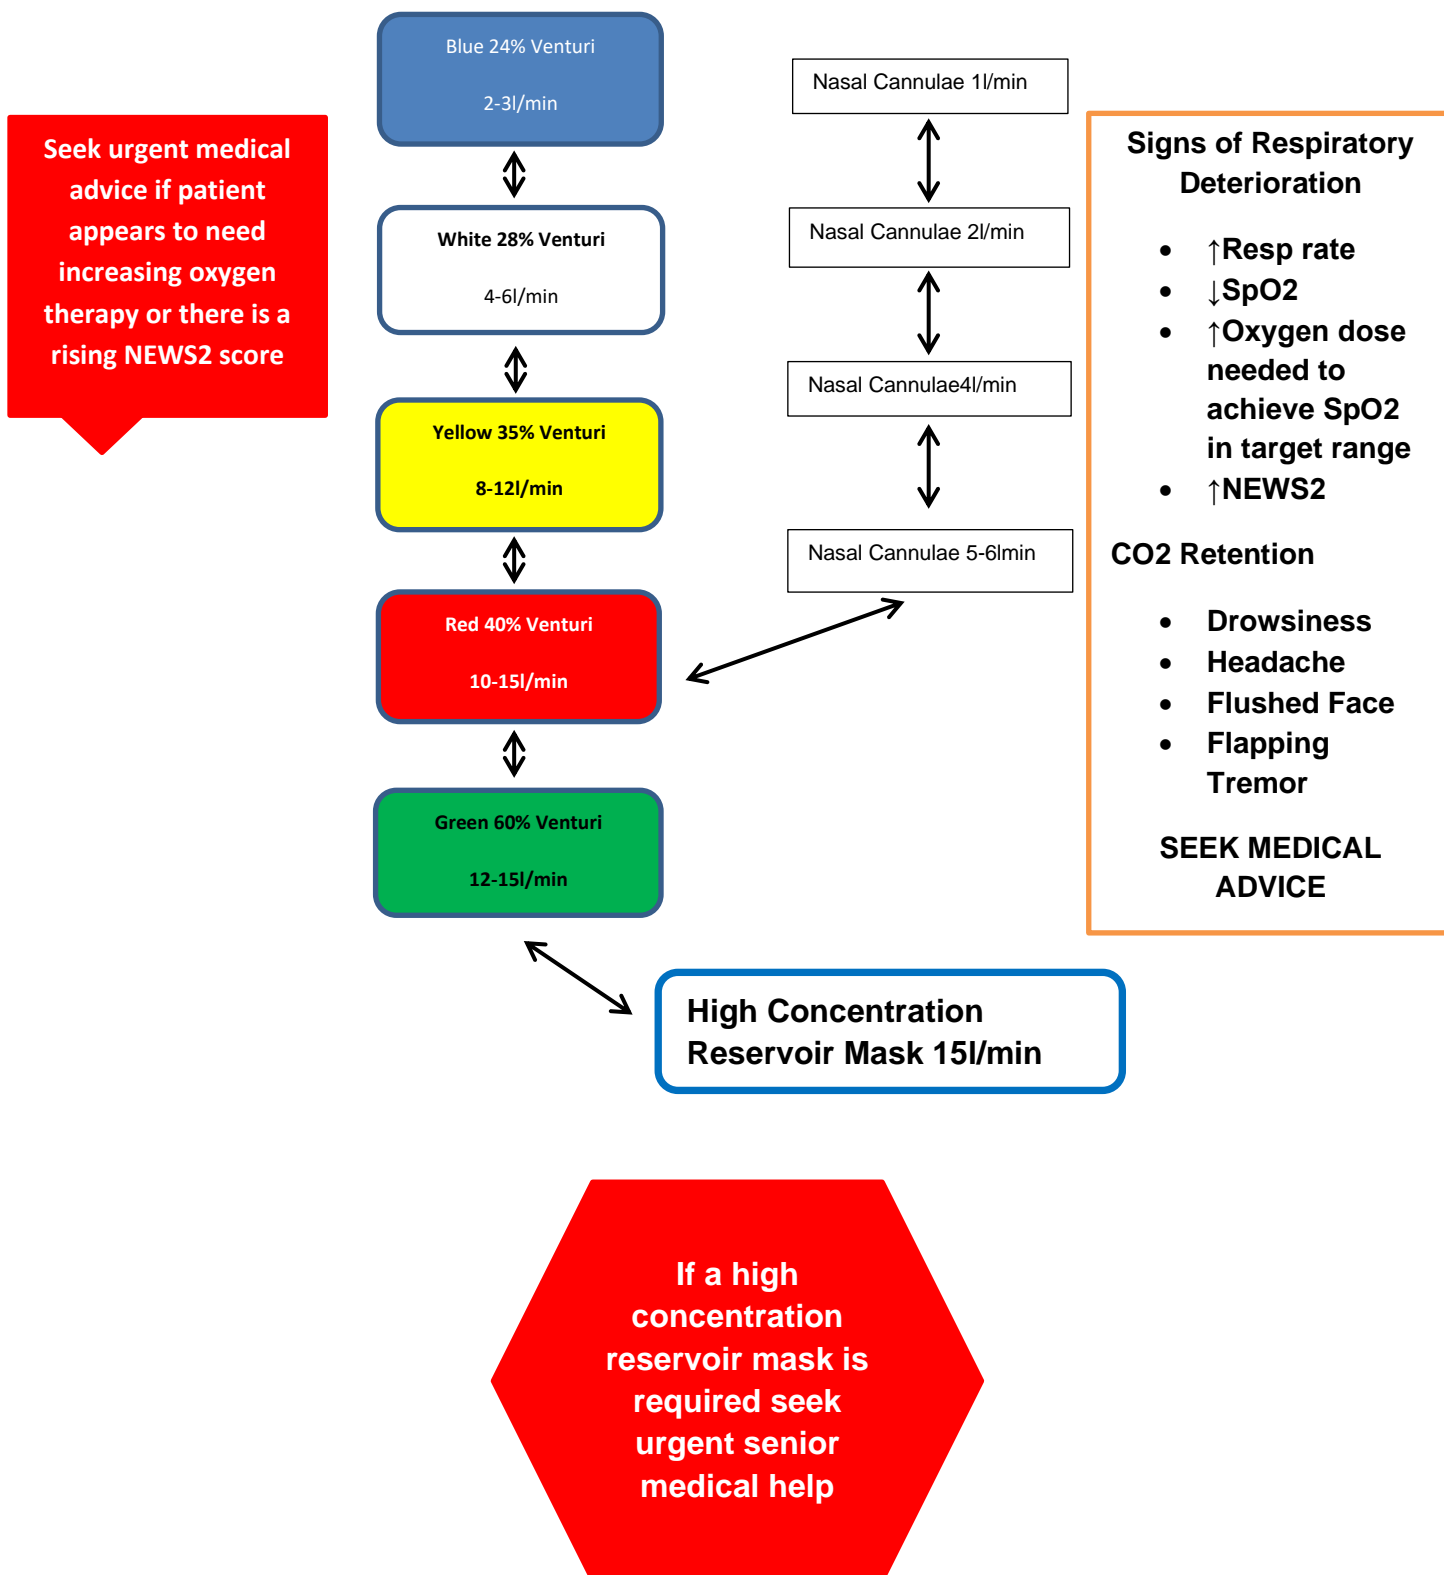 Blue 24% Venturi
2-3l/min
Nasal Cannulae 1l/min
Seek urgent medical
advice if patient
appears to need
increasing oxygen
therapy or there is a
rising NEWS2 score
White 28% Venturi
4-6l/min
Nasal Cannulae 2l/min
Yellow 35% Venturi
8-12l/min
Nasal Cannulae4l/min
Red 40% Venturi
10-15l/min
Nasal Cannulae 5-6lmin
Green 60% Venturi
12-15l/min
Signs of Respiratory
Deterioration
• ↑Resp rate
• ↓SpO2
• ↑Oxygen dose
needed to
achieve SpO2
in target range
• ↑NEWS2
CO2 Retention
• Drowsiness
• Headache
• Flushed Face
• Flapping
Tremor
SEEK MEDICAL
ADVICE
High Concentration
Reservoir Mask 15l/min
If a high
concentration
reservoir mask is
required seek
urgent senior
medical help